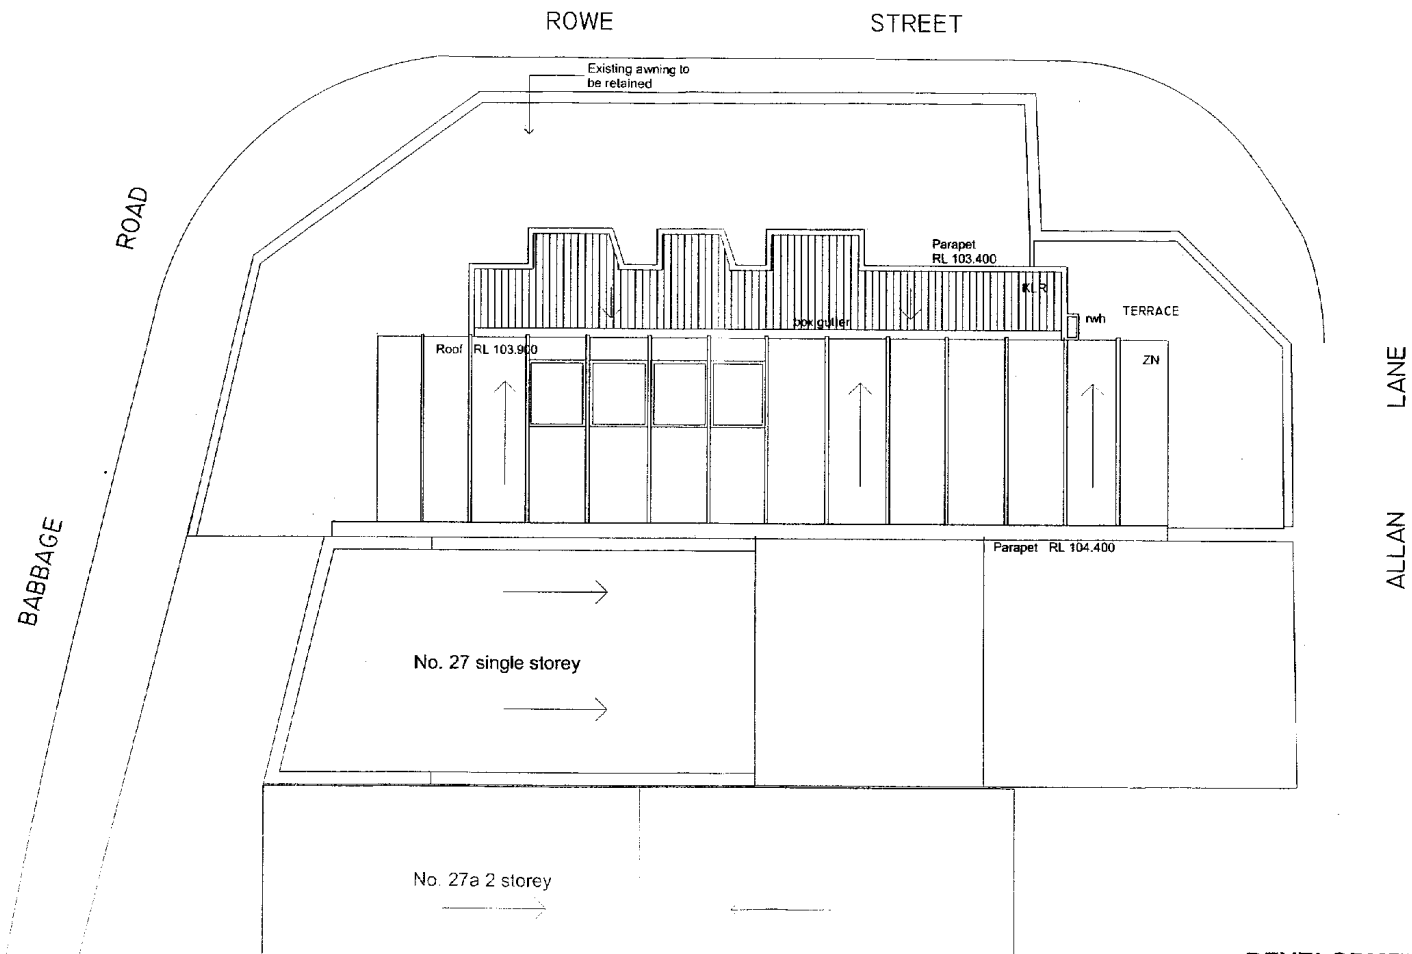 ROWE STREET
Existing awning to
be retained
ROAD
Parapet
RL 103.400
KLR
TERRACE
rwh
box gutter
Roof RL 103.900
ZN
LANE
BABBAGE
ALLAN
Parapet RL 104.400
No. 27 single storey
No. 27a 2 storey